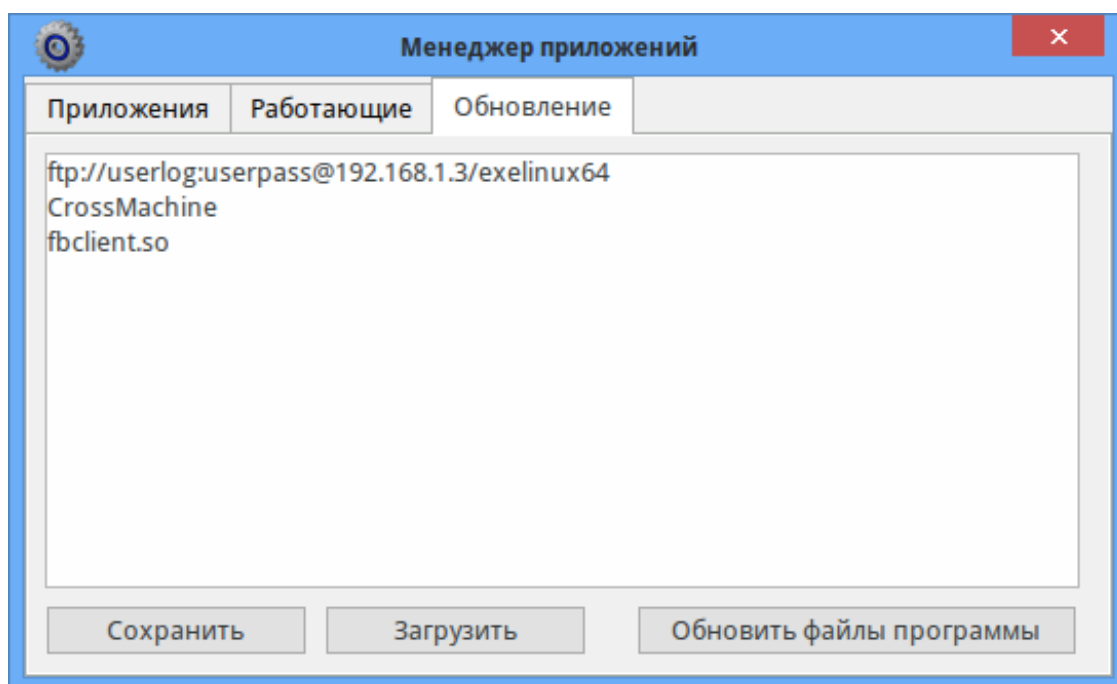 Менеджер приложений
Приложения Работающие Обновление
ftp://userlog:userpass@192.168.1.3/exelinux64
CrossMachine
fbclient.so
Сохранить Загрузить Обновить файлы программы